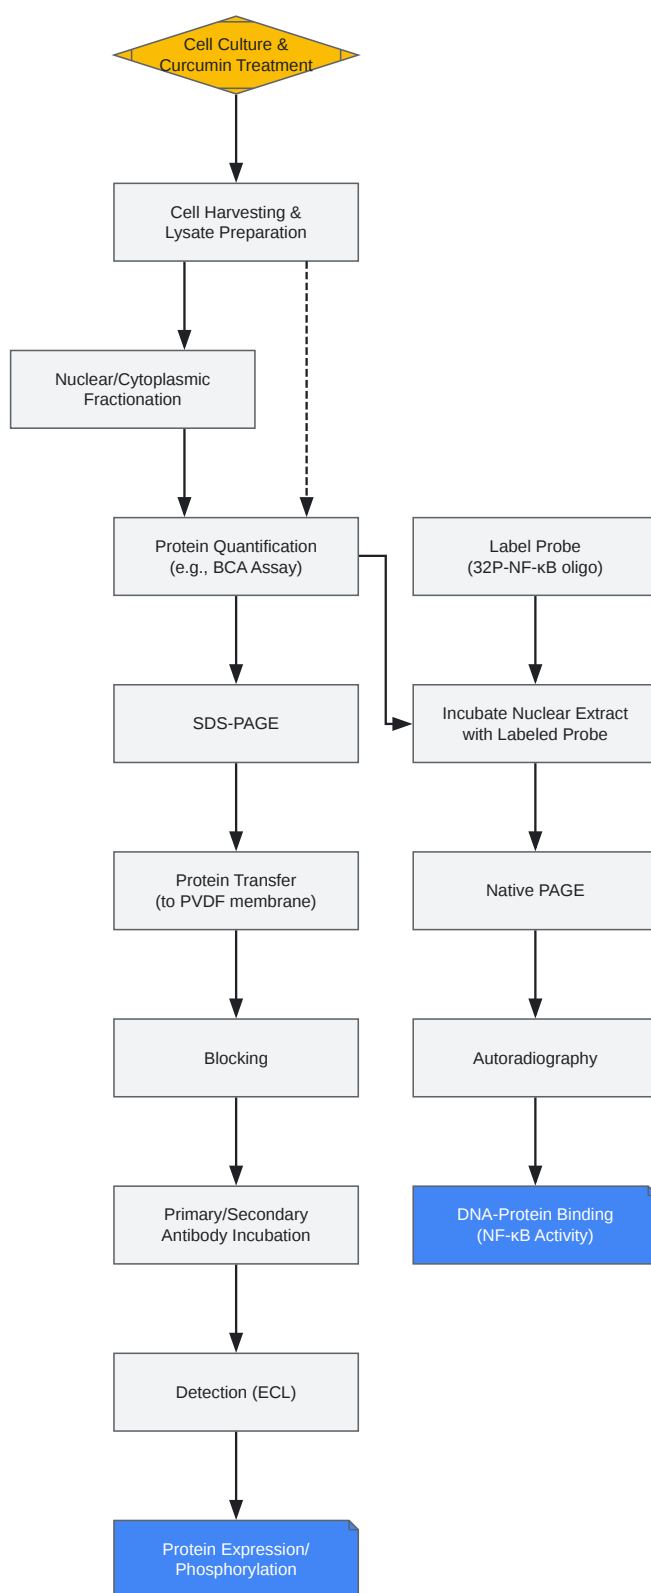 Cell Culture &
Curcumin Treatment
Cell Harvesting &
Lysate Preparation
Nuclear/Cytoplasmic
Fractionation
Protein Quantification
(e.g., BCA Assay)
Label Probe
(32P-NF-κB oligo)
SDS-PAGE
Incubate Nuclear Extract
with Labeled Probe
Protein Transfer
(to PVDF membrane)
Native PAGE
Blocking
Autoradiography
Primary/Secondary
Antibody Incubation
DNA-Protein Binding
(NF-κB Activity)
Detection (ECL)
Protein Expression/
Phosphorylation